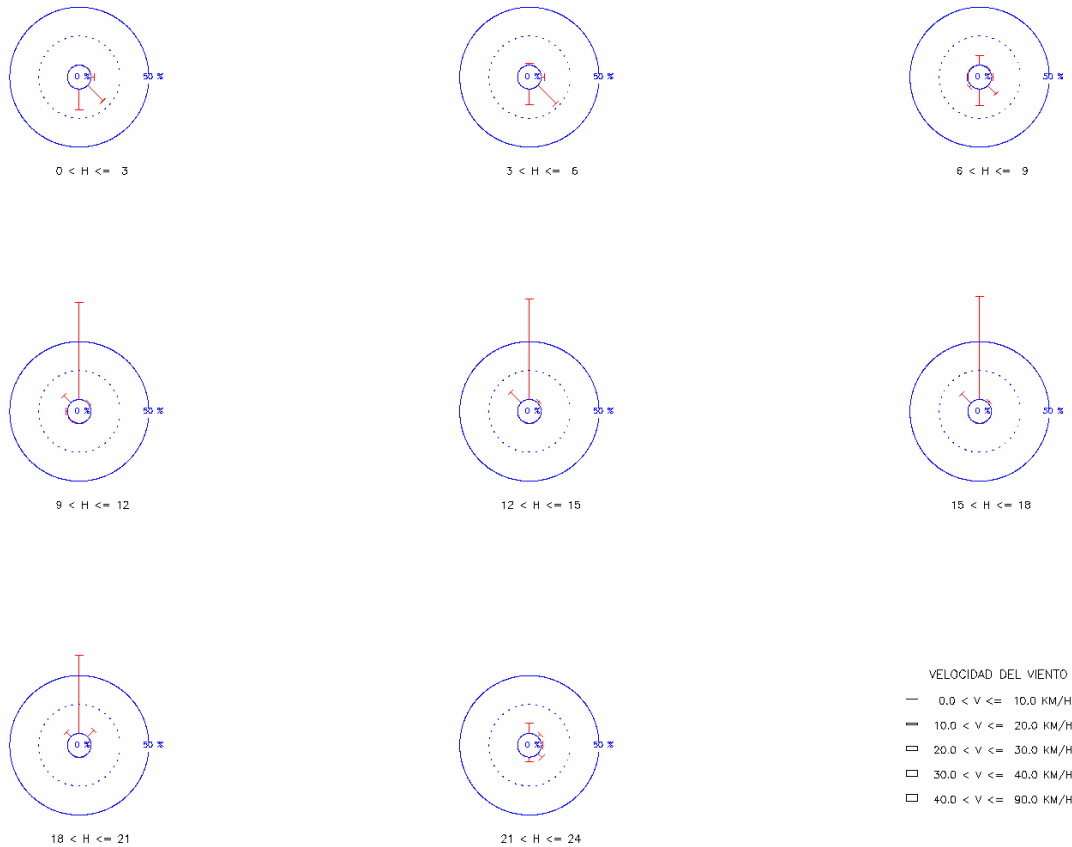 0 % 50 %
0 < H <= 3
0 % 50 %
3 < H <= 6
0 % 50 %
6 < H <= 9
0 % 50 %
9 < H <= 12
0 % 50 %
12 < H <= 15
0 % 50 %
15 < H <= 18
0 % 50 %
18 < H <= 21
0 % 50 %
21 < H <= 24
VELOCIDAD DEL VIENTO
0.0 < V <= 10.0 KM/H
10.0 < V <= 20.0 KM/H
20.0 < V <= 30.0 KM/H
30.0 < V <= 40.0 KM/H
40.0 < V <= 90.0 KM/H